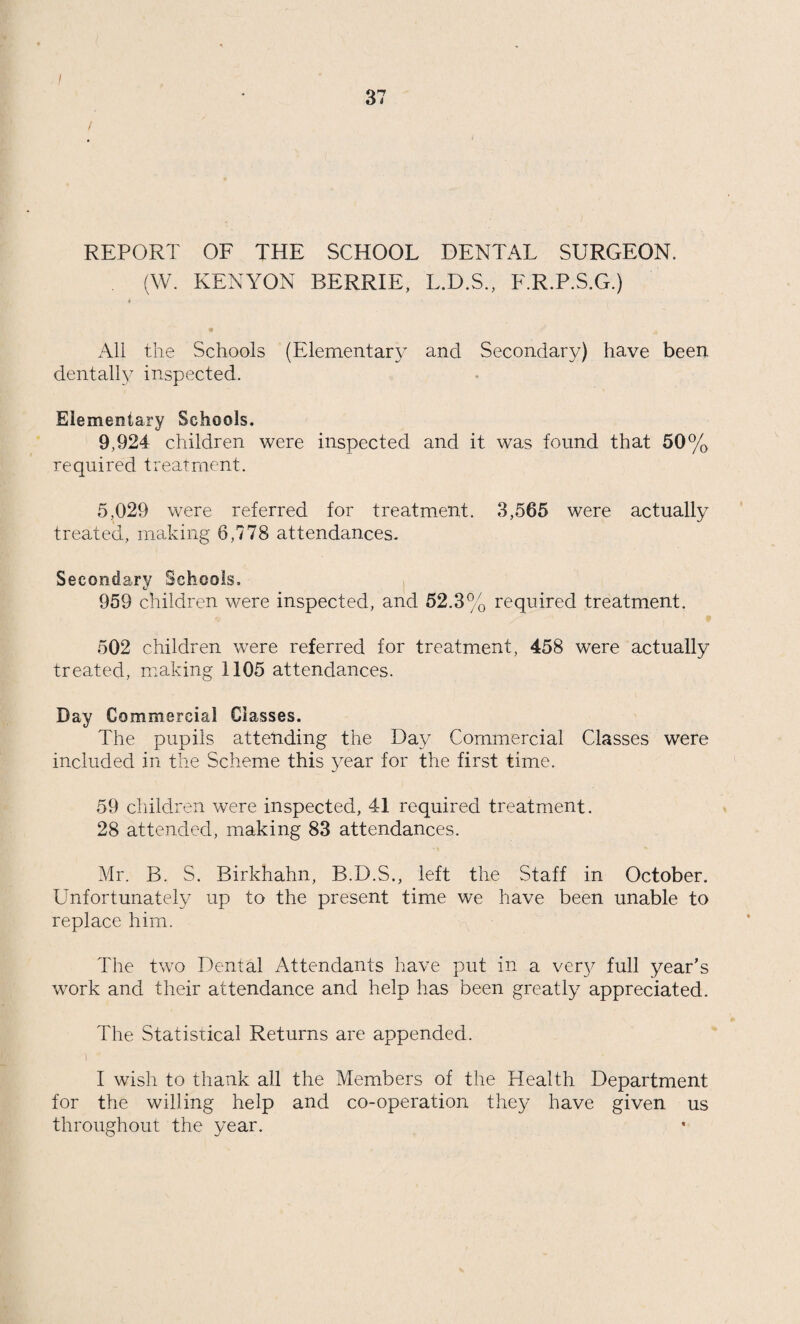 37
REPORT OF THE SCHOOL DENTAL SURGEON.
(W. KENYON BERRIE, L.D.S., F.R.P.S.G.)
All the Schools (Elementary and Secondary) have been
dentally inspected.
Elementary Schools.
9,924 children were inspected and it was found that 50%
required treatment.
5,029 were referred for treatment. 3,565 were actually
treated, making 6,778 attendances.
Secondary Schools.
959 children were inspected, and 52.3% required treatment.
502 children were referred for treatment, 458 were actually
treated, making 1105 attendances.
Day Commercial Classes.
The pupils attending the Day Commercial Classes were
included in the Scheme this year for the first time.
59 children were inspected, 41 required treatment.
28 attended, making 83 attendances.
Mr. B. S. Birkhahn, B.D.S., left the Staff in October.
Unfortunately up to the present time we have been unable to
replace him.
The two Dental Attendants have put in a very full year's
work and their attendance and help has been greatly appreciated.
The Statistical Returns are appended.
I wish to thank all the Members of the Health Department
for the willing help and co-operation they have given us
throughout the year.